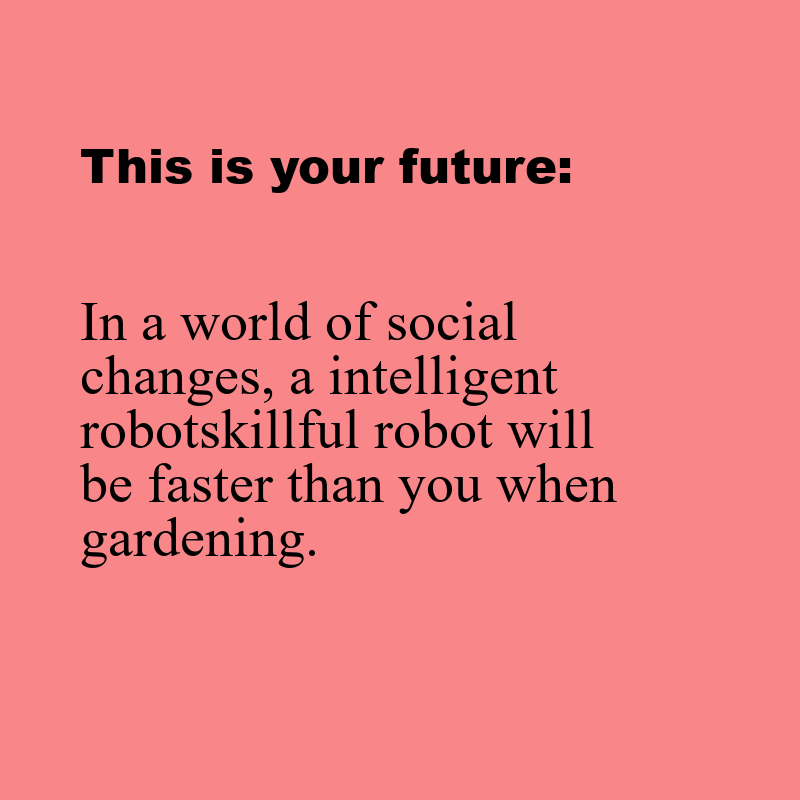 This is your future:
In a world of social
changes, a intelligent
robotskillful robot will
be faster than you when
gardening.